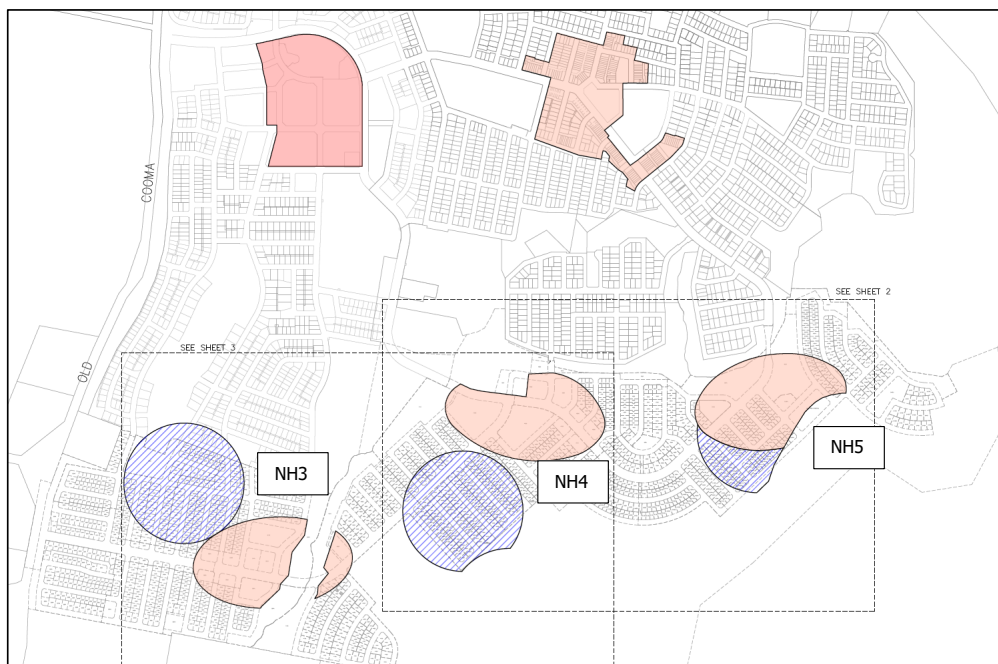 COOMA
OLD
SEE SHEET 2
SEE SHEET 3
NH3
NH4
NH5